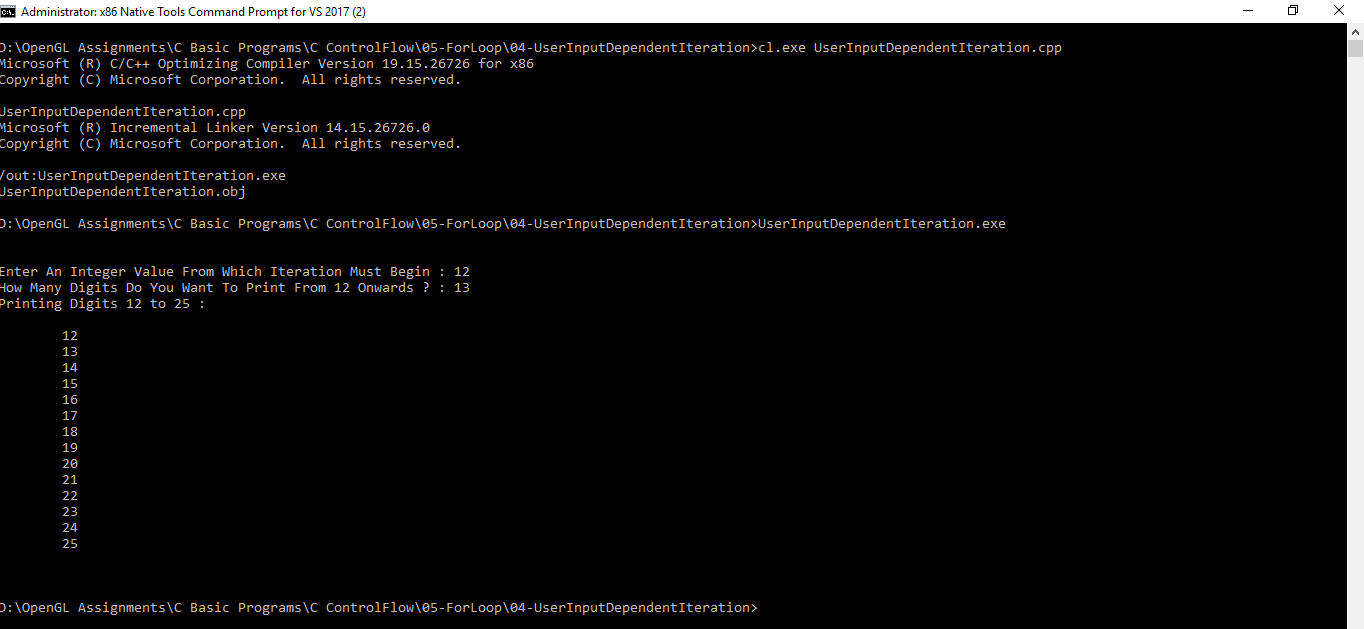 Administrator: x86 Native Tools Command Prompt for VS 2017 (2)
D:\OpenGL Assignments\C Basic Programs\C ControlFlow\05-ForLoop\04-UserInputDependentIteration>cl.exe UserInputDependentIteration.cpp
Microsoft (R) C/C++ Optimizing Compiler Version 19.15.26726 for x86
Copyright (C) Microsoft Corporation.  All rights reserved.
UserInputDependentIteration.cpp
Microsoft (R) Incremental Linker Version 14.15.26726.0
Copyright (C) Microsoft Corporation.  All rights reserved.
/out:UserInputDependentIteration.exe
UserInputDependentIteration.obj
D:\OpenGL Assignments\C Basic Programs\C ControlFlow\05-ForLoop\04-UserInputDependentIteration>UserInputDependentIteration.exe
Enter An Integer Value From Which Iteration Must Begin : 12
How Many Digits Do You Want To Print From 12 Onwards ? : 13
Printing Digits 12 to 25 :
12
13
14
15
16
17
18
19
20
21
22
23
24
25
D:\OpenGL Assignments\C Basic Programs\C ControlFlow\05-ForLoop\04-UserInputDependentIteration>